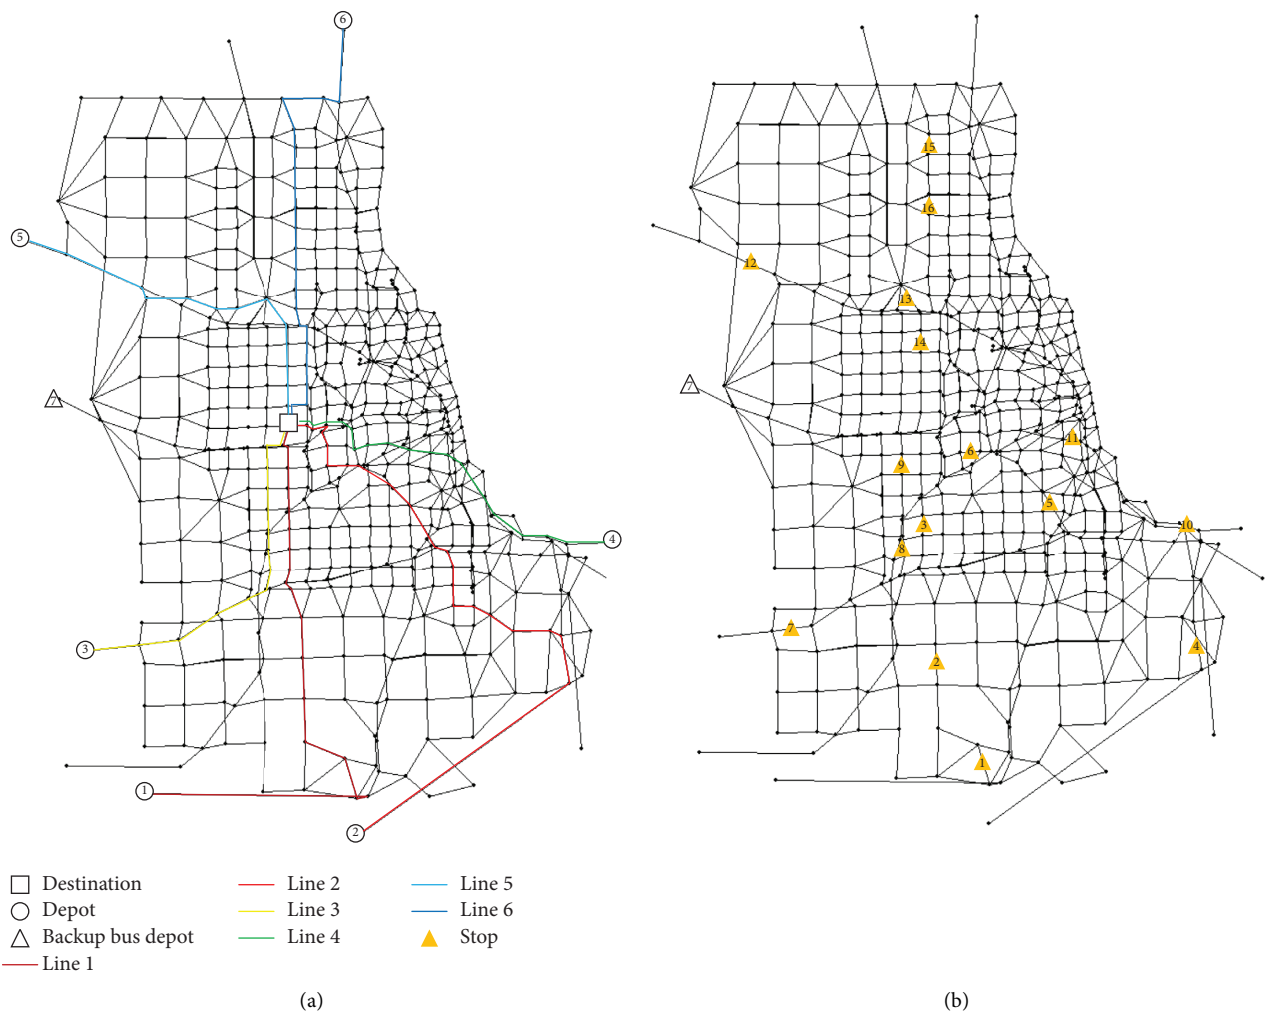 6
5
7
4
3
1
2
15
16
12
13
14
7
11
6
9
5
3
10
8
7
4
2
1
Destination
Line 2
Line 5
Depot
Line 3
Line 6
Backup bus depot
Line 4
Stop
Line 1
(a)
(b)